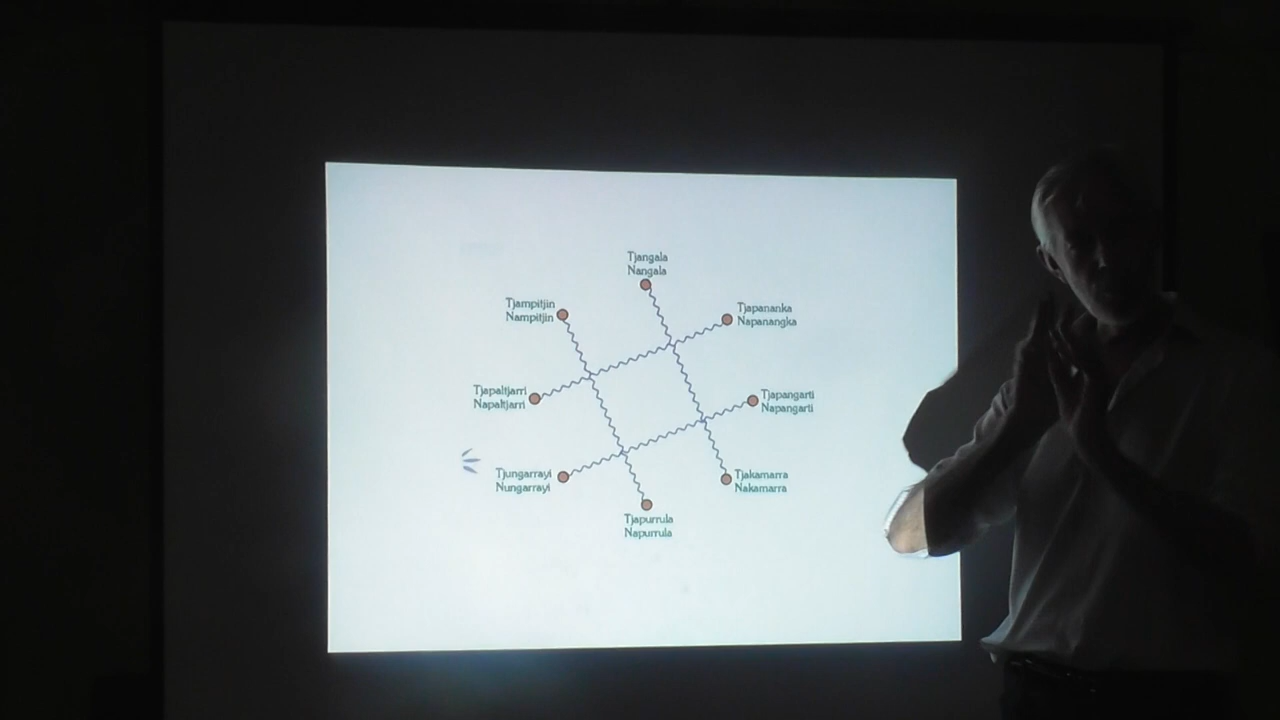 Tjangala
Nangala
Tjampitjin
Nampitjin
Tjapananka
Napanangka
Tjapaltjarri
Napaltjarri
Tjapangarti
Napangarti
Tjungarrayi
Nungarrayi
Tjakamarra
Nakamarra
Tjapurrula
Napurrula